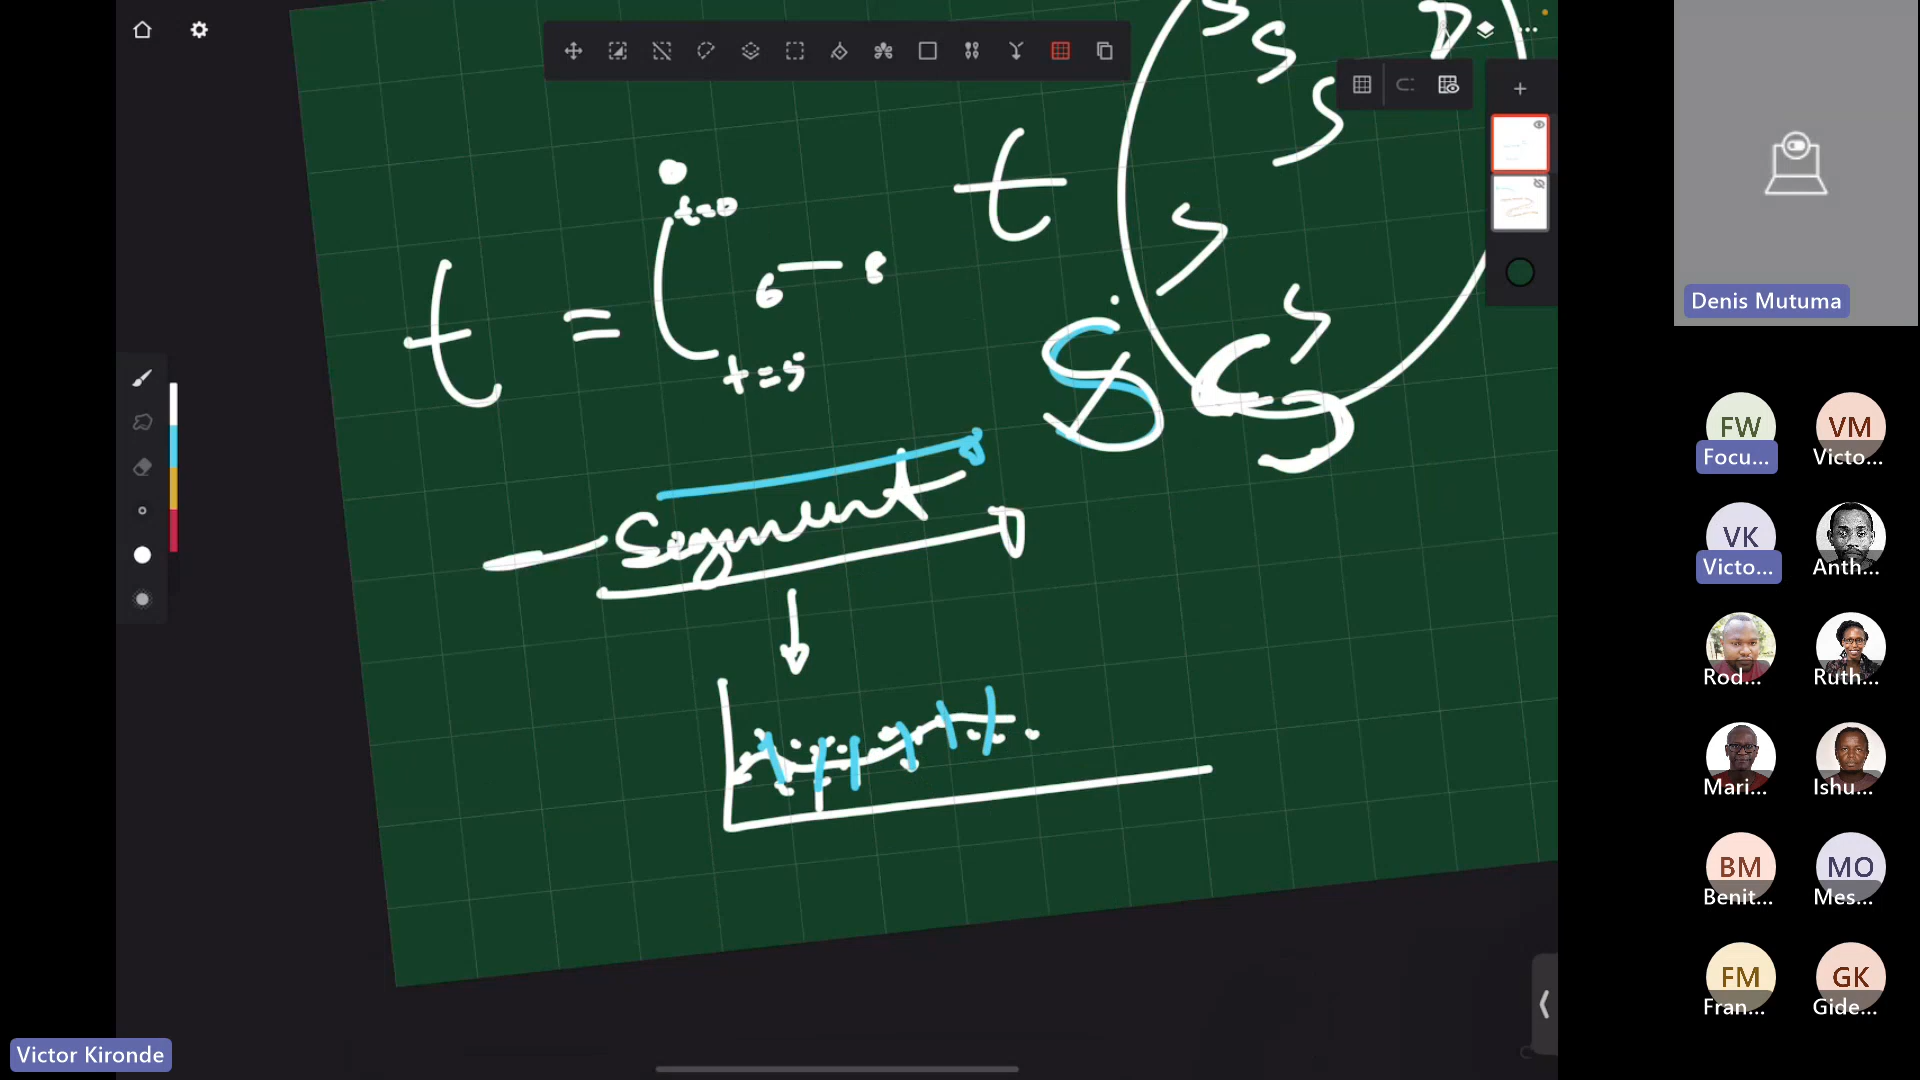 t = t=0
6 – 8
t=5
t
S
S
S
S
S
S
D
Segment
Denis Mutuma
Focu...
Victo...
Victo...
Anth...
Rod...
Ruth...
Mari...
Ishu...
Benit...
Mes...
Fran...
Gide...
FW
VM
VK
BM
MO
FM
GK
Victor Kironde